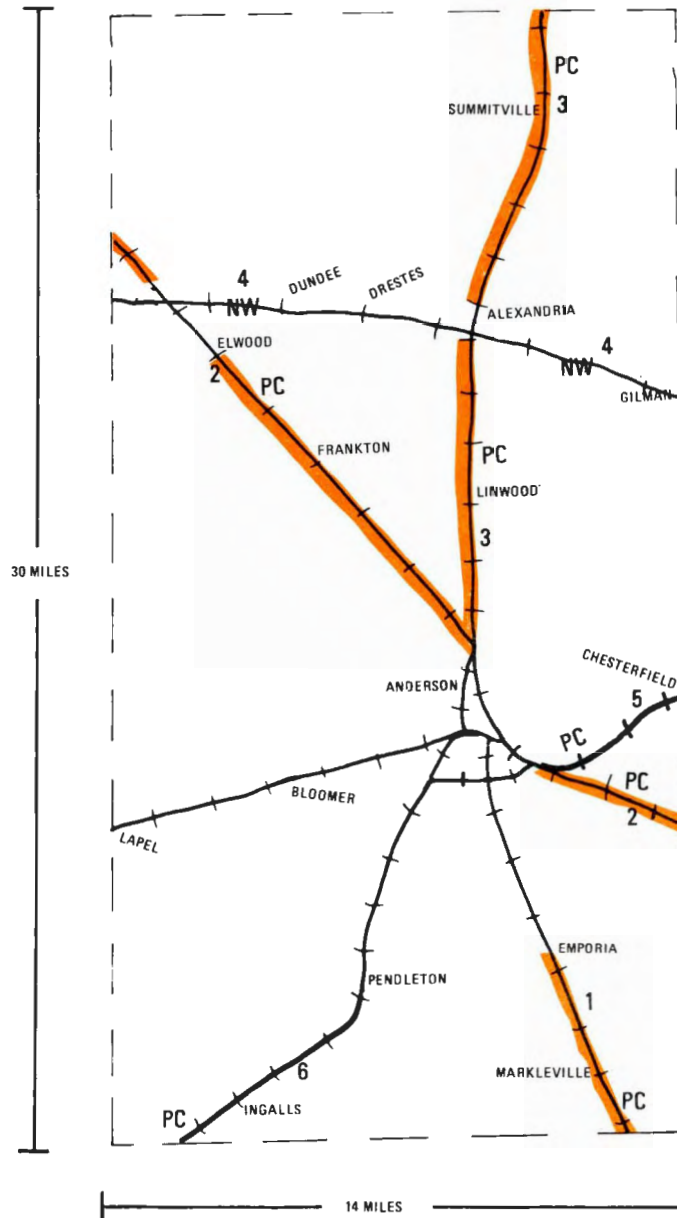 PC
SUMMITVILLE
3
4
NW
DUNDEE
DRESTES
ALEXANDRIA
4
NW
GILMAN
ELWOOD
2
PC
FRANKTON
PC
LINWOOD
3
30 MILES
ANDERSON
CHESTERFIELD
5
PC
PC
2
BLOOMER
LAPEL
EMPORIA
PENDLETON
1
6
MARKLEVILLE
PC
INGALLS
PC
14 MILES